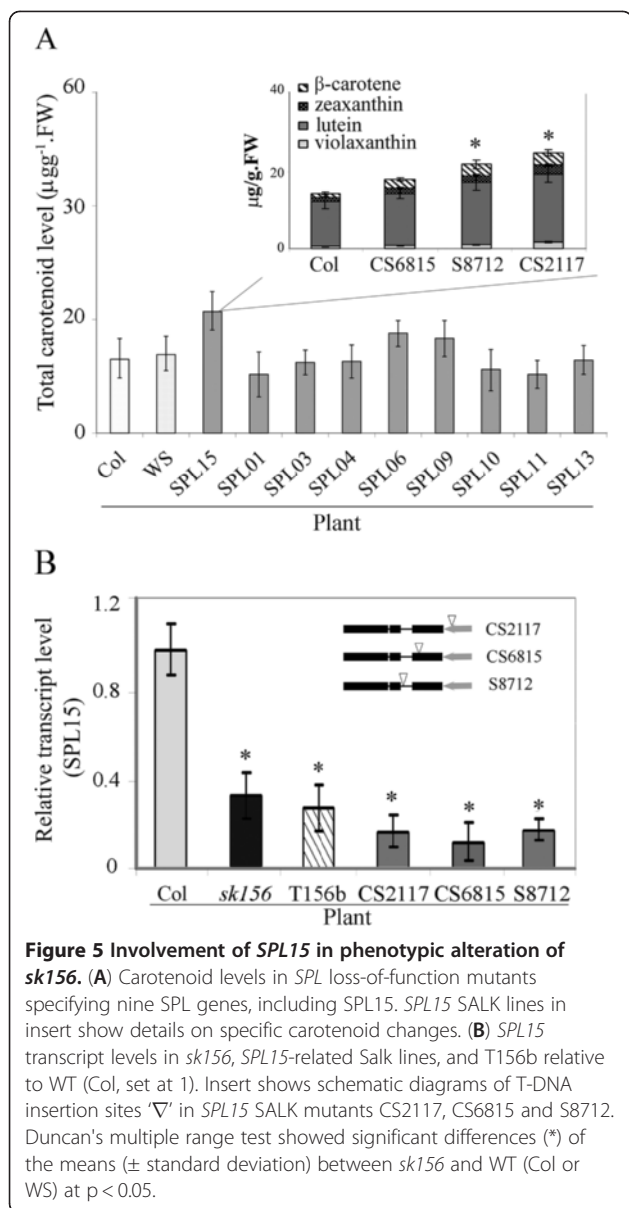 A
Total carotenoid level (µgg⁻¹.FW)
60
30
20
0
β-carotene
zeaxanthin
lutein
violaxanthin
µg/g.FW
40
20
0
* *
Col CS6815 S8712 CS2117
Col WS SPL15 SPL01 SPL03 SPL04 SPL06 SPL09 SPL10 SPL11 SPL13
Plant
B
Relative transcript level
(SPL15)
1.2
0.8
0.4
0
CS2117
CS6815
S8712
* * * * *
Col sk156 T156b CS2117 CS6815 S8712
Plant
Figure 5 Involvement of SPL15 in phenotypic alteration of
sk156. (A) Carotenoid levels in SPL loss-of-function mutants
specifying nine SPL genes, including SPL15. SPL15 SALK lines in
insert show details on specific carotenoid changes. (B) SPL15
transcript levels in sk156, SPL15-related Salk lines, and T156b relative
to WT (Col, set at 1). Insert shows schematic diagrams of T-DNA
insertion sites ‘∇’ in SPL15 SALK mutants CS2117, CS6815 and S8712.
Duncan's multiple range test showed significant differences (*) of
the means (± standard deviation) between sk156 and WT (Col or
WS) at p < 0.05.